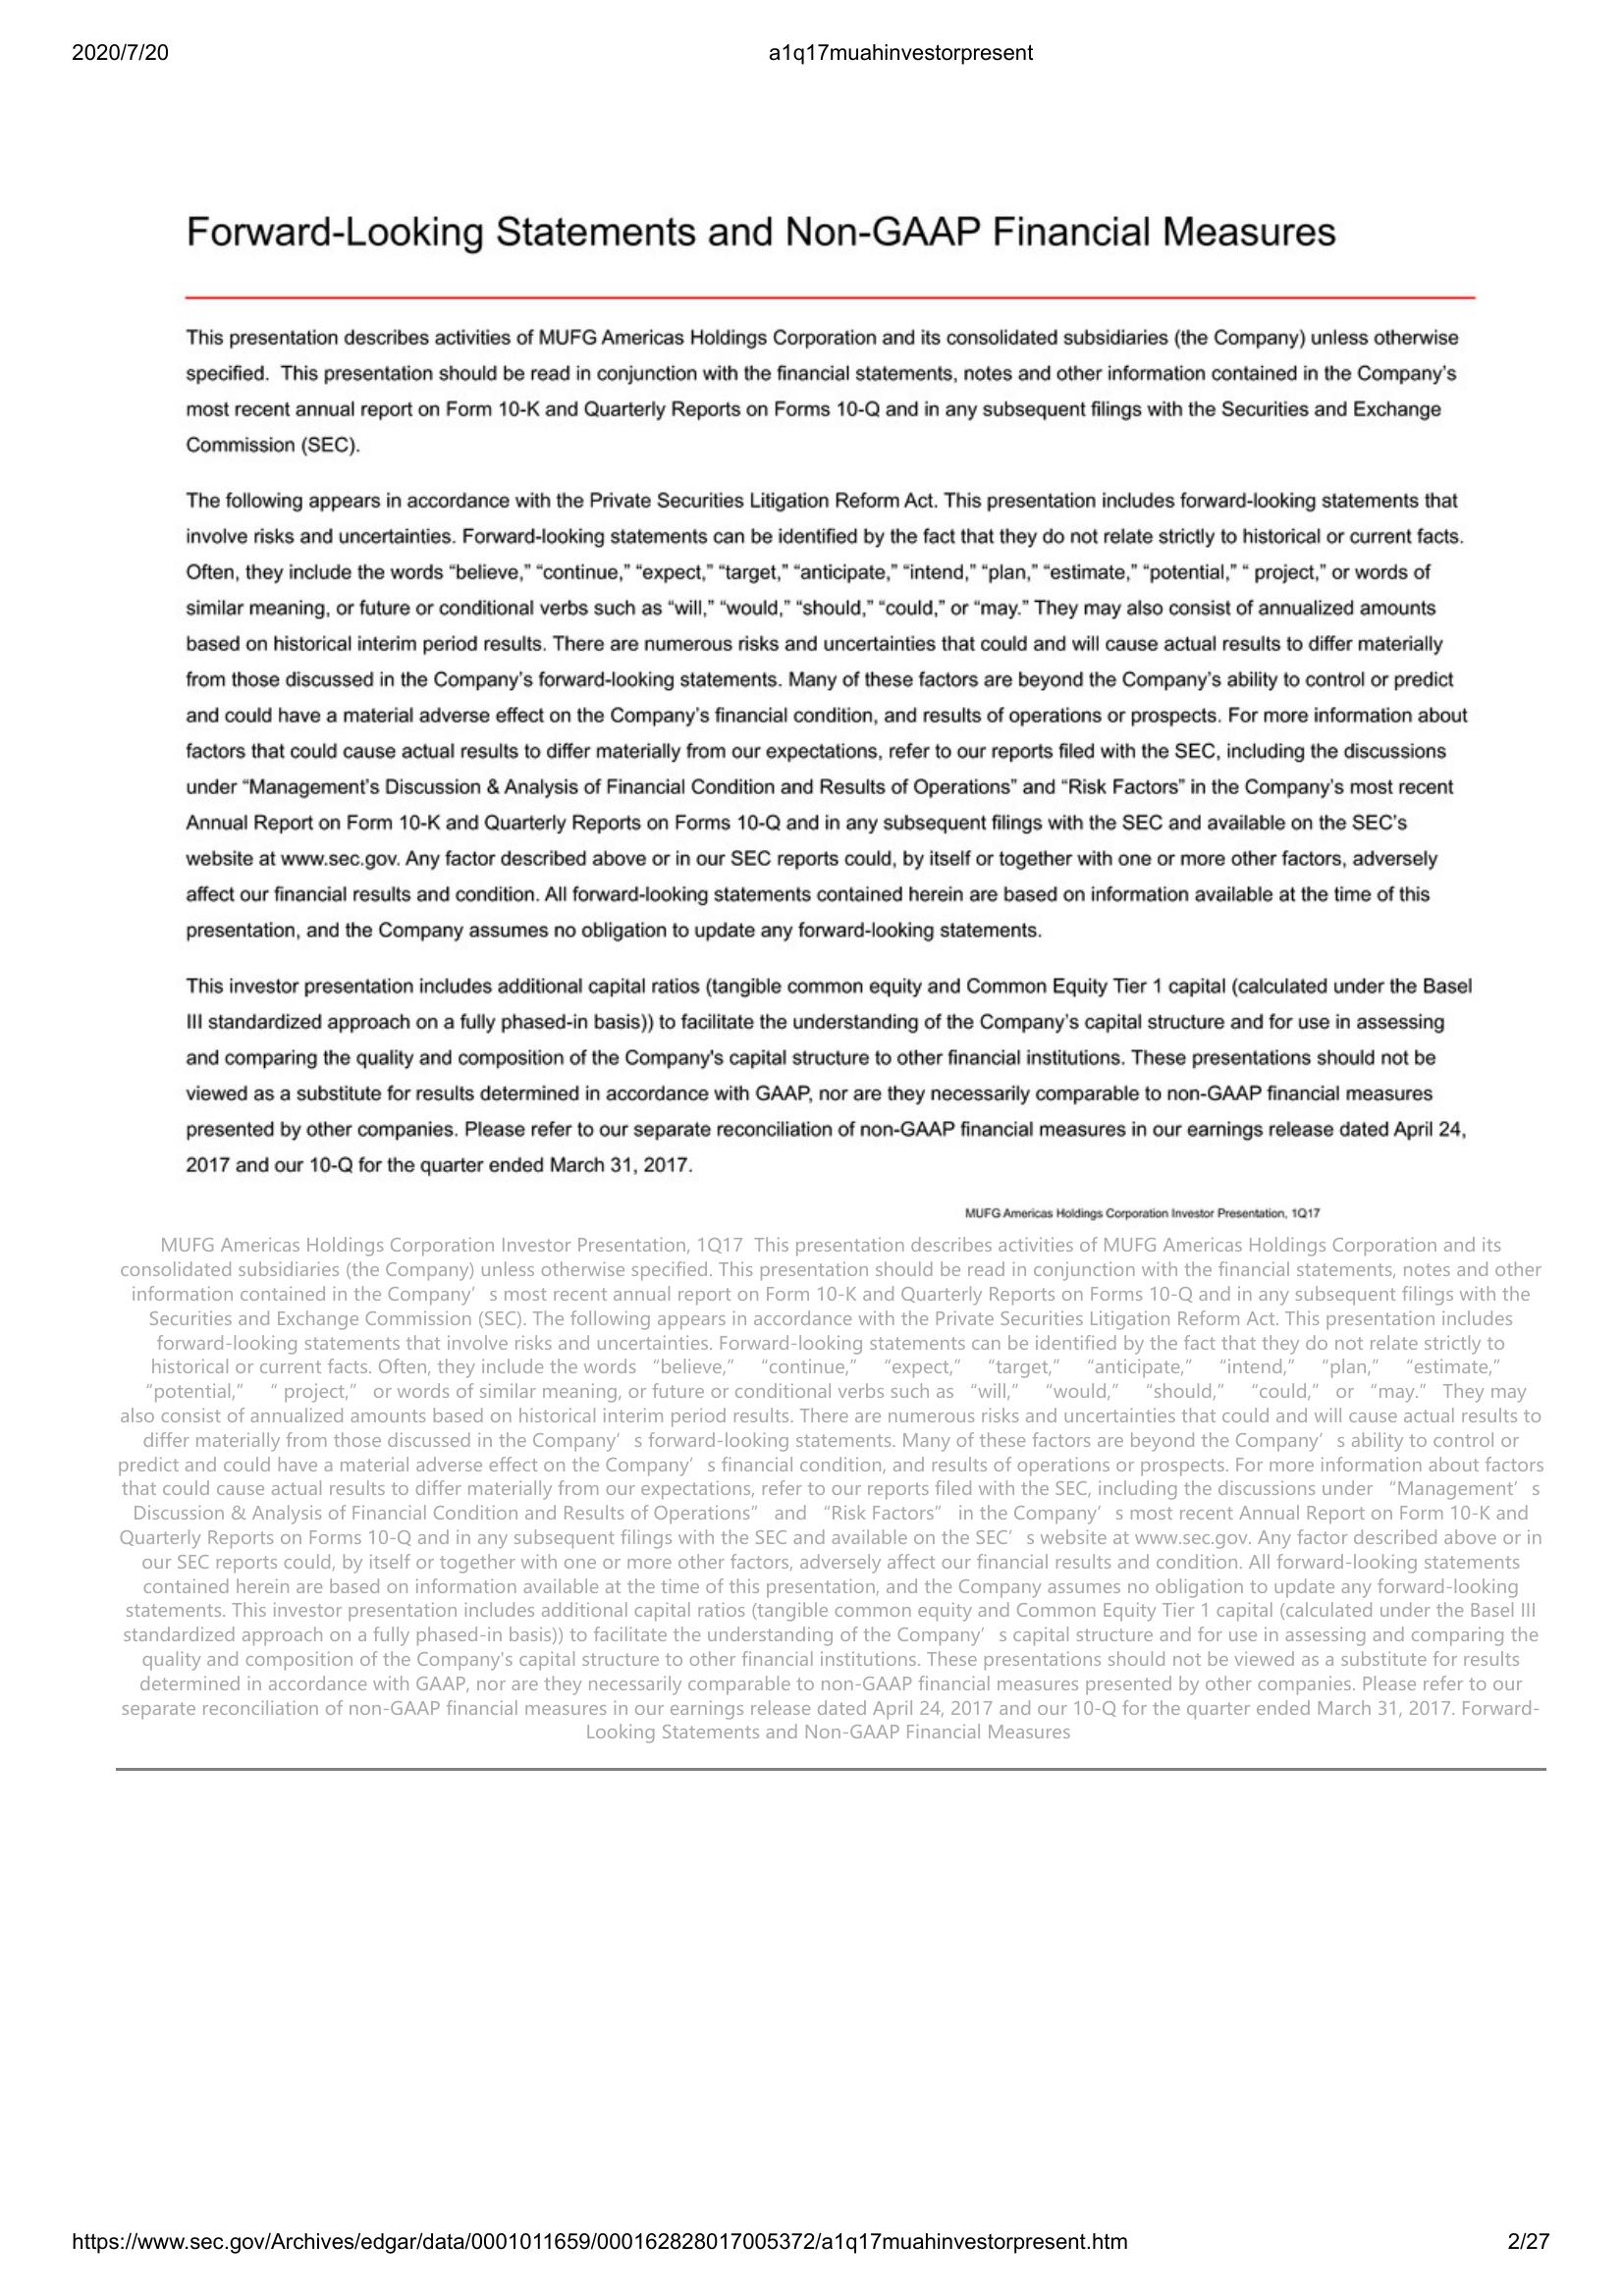 2020/7/20
a1q17muahinvestorpresent
Forward-Looking Statements and Non-GAAP Financial Measures
This presentation describes activities of MUFG Americas Holdings Corporation and its consolidated subsidiaries (the Company) unless otherwise
specified.  This presentation should be read in conjunction with the financial statements, notes and other information contained in the Company’s
most recent annual report on Form 10-K and Quarterly Reports on Forms 10-Q and in any subsequent filings with the Securities and Exchange
Commission (SEC).
The following appears in accordance with the Private Securities Litigation Reform Act. This presentation includes forward-looking statements that
involve risks and uncertainties. Forward-looking statements can be identified by the fact that they do not relate strictly to historical or current facts.
Often, they include the words “believe,” “continue,” “expect,” “target,” “anticipate,” “intend,” “plan,” “estimate,” “potential,” “ project,” or words of
similar meaning, or future or conditional verbs such as “will,” “would,” “should,” “could,” or “may.” They may also consist of annualized amounts
based on historical interim period results. There are numerous risks and uncertainties that could and will cause actual results to differ materially
from those discussed in the Company’s forward-looking statements. Many of these factors are beyond the Company’s ability to control or predict
and could have a material adverse effect on the Company’s financial condition, and results of operations or prospects. For more information about
factors that could cause actual results to differ materially from our expectations, refer to our reports filed with the SEC, including the discussions
under “Management’s Discussion & Analysis of Financial Condition and Results of Operations” and “Risk Factors” in the Company’s most recent
Annual Report on Form 10-K and Quarterly Reports on Forms 10-Q and in any subsequent filings with the SEC and available on the SEC’s
website at www.sec.gov. Any factor described above or in our SEC reports could, by itself or together with one or more other factors, adversely
affect our financial results and condition. All forward-looking statements contained herein are based on information available at the time of this
presentation, and the Company assumes no obligation to update any forward-looking statements.
This investor presentation includes additional capital ratios (tangible common equity and Common Equity Tier 1 capital (calculated under the Basel
III standardized approach on a fully phased-in basis)) to facilitate the understanding of the Company’s capital structure and for use in assessing
and comparing the quality and composition of the Company's capital structure to other financial institutions. These presentations should not be
viewed as a substitute for results determined in accordance with GAAP, nor are they necessarily comparable to non-GAAP financial measures
presented by other companies. Please refer to our separate reconciliation of non-GAAP financial measures in our earnings release dated April 24,
2017 and our 10-Q for the quarter ended March 31, 2017.
MUFG Americas Holdings Corporation Investor Presentation, 1Q17
MUFG Americas Holdings Corporation Investor Presentation, 1Q17  This presentation describes activities of MUFG Americas Holdings Corporation and its
consolidated subsidiaries (the Company) unless otherwise specified. This presentation should be read in conjunction with the financial statements, notes and other
information contained in the Company’ s most recent annual report on Form 10-K and Quarterly Reports on Forms 10-Q and in any subsequent filings with the
Securities and Exchange Commission (SEC). The following appears in accordance with the Private Securities Litigation Reform Act. This presentation includes
forward-looking statements that involve risks and uncertainties. Forward-looking statements can be identified by the fact that they do not relate strictly to
historical or current facts. Often, they include the words “believe,” “continue,” “expect,” “target,” “anticipate,” “intend,” “plan,” “estimate,”
“potential,” “ project,” or words of similar meaning, or future or conditional verbs such as “will,” “would,” “should,” “could,” or “may.” They may
also consist of annualized amounts based on historical interim period results. There are numerous risks and uncertainties that could and will cause actual results to
differ materially from those discussed in the Company’ s forward-looking statements. Many of these factors are beyond the Company’ s ability to control or
predict and could have a material adverse effect on the Company’ s financial condition, and results of operations or prospects. For more information about factors
that could cause actual results to differ materially from our expectations, refer to our reports filed with the SEC, including the discussions under “Management’ s
Discussion & Analysis of Financial Condition and Results of Operations” and “Risk Factors” in the Company’ s most recent Annual Report on Form 10-K and
Quarterly Reports on Forms 10-Q and in any subsequent filings with the SEC and available on the SEC’ s website at www.sec.gov. Any factor described above or in
our SEC reports could, by itself or together with one or more other factors, adversely affect our financial results and condition. All forward-looking statements
contained herein are based on information available at the time of this presentation, and the Company assumes no obligation to update any forward-looking
statements. This investor presentation includes additional capital ratios (tangible common equity and Common Equity Tier 1 capital (calculated under the Basel III
standardized approach on a fully phased-in basis)) to facilitate the understanding of the Company’ s capital structure and for use in assessing and comparing the
quality and composition of the Company's capital structure to other financial institutions. These presentations should not be viewed as a substitute for results
determined in accordance with GAAP, nor are they necessarily comparable to non-GAAP financial measures presented by other companies. Please refer to our
separate reconciliation of non-GAAP financial measures in our earnings release dated April 24, 2017 and our 10-Q for the quarter ended March 31, 2017. Forward-
Looking Statements and Non-GAAP Financial Measures
https://www.sec.gov/Archives/edgar/data/0001011659/000162828017005372/a1q17muahinvestorpresent.htm
2/27